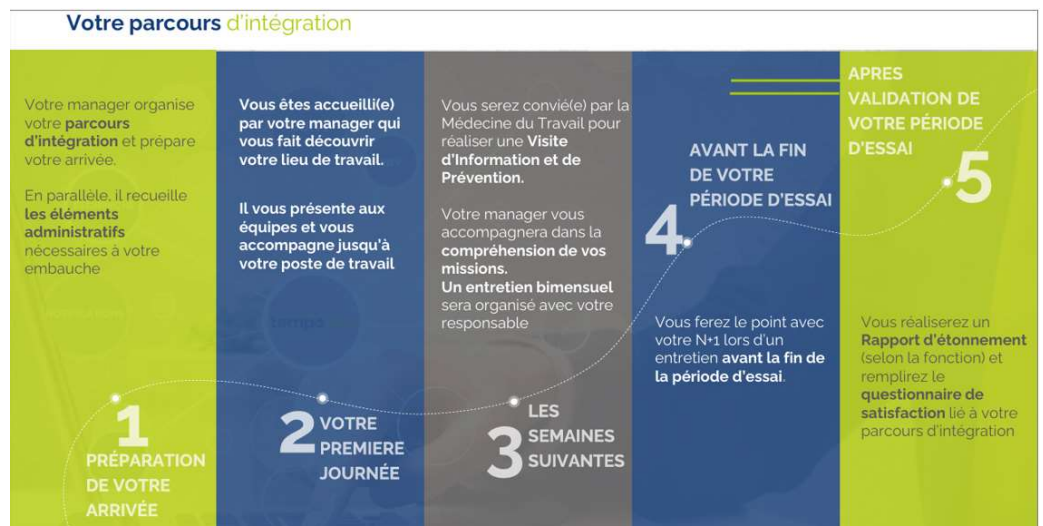 Votre parcours d'intégration
Votre manager organise
votre parcours
d'intégration et prépare
votre arrivée.
En parallèle, il recueille
les éléments
administratifs
nécessaires à votre
embauche
1
PRÉPARATION
DE VOTRE
ARRIVÉE
Vous êtes accueilli(e)
par votre manager qui
vous fait découvrir
votre lieu de travail.
Il vous présente aux
équipes et vous
accompagne jusqu'à
votre poste de travail
temps
2
VOTRE
PREMIERE
JOURNÉE
Vous serez convié(e) par la
Médecine du Travail pour
réaliser une Visite
d'Information et de
Prévention.
Votre manager vous
accompagnera dans la
compréhension de vos
missions.
Un entretien bimensuel
sera organisé avec votre
responsable
3
LES
SEMAINES
SUIVANTES
4
AVANT LA FIN
DE VOTRE
PÉRIODE D'ESSAI
Vous ferez le point avec
votre N+1 lors d'un
entretien avant la fin de
la période d'essai.
APRES
VALIDATION DE
VOTRE PÉRIODE
D'ESSAI
5
Vous réaliserez un
Rapport d'étonnement
(selon la fonction) et
remplirez le
questionnaire de
satisfaction lié à votre
parcours d'intégration